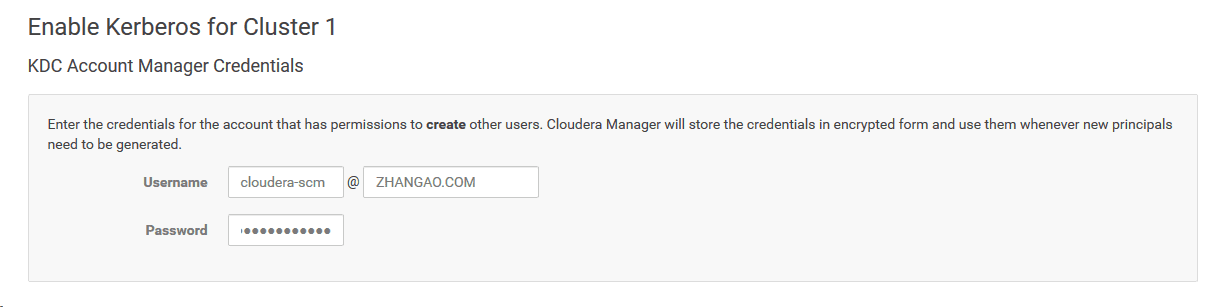 Enable Kerberos for Cluster 1
KDC Account Manager Credentials
Enter the credentials for the account that has permissions to create other users. Cloudera Manager will store the credentials in encrypted form and use them whenever new principals
need to be generated.
Username cloudera-scm @ ZHANGAO.COM
Password •••••••••••